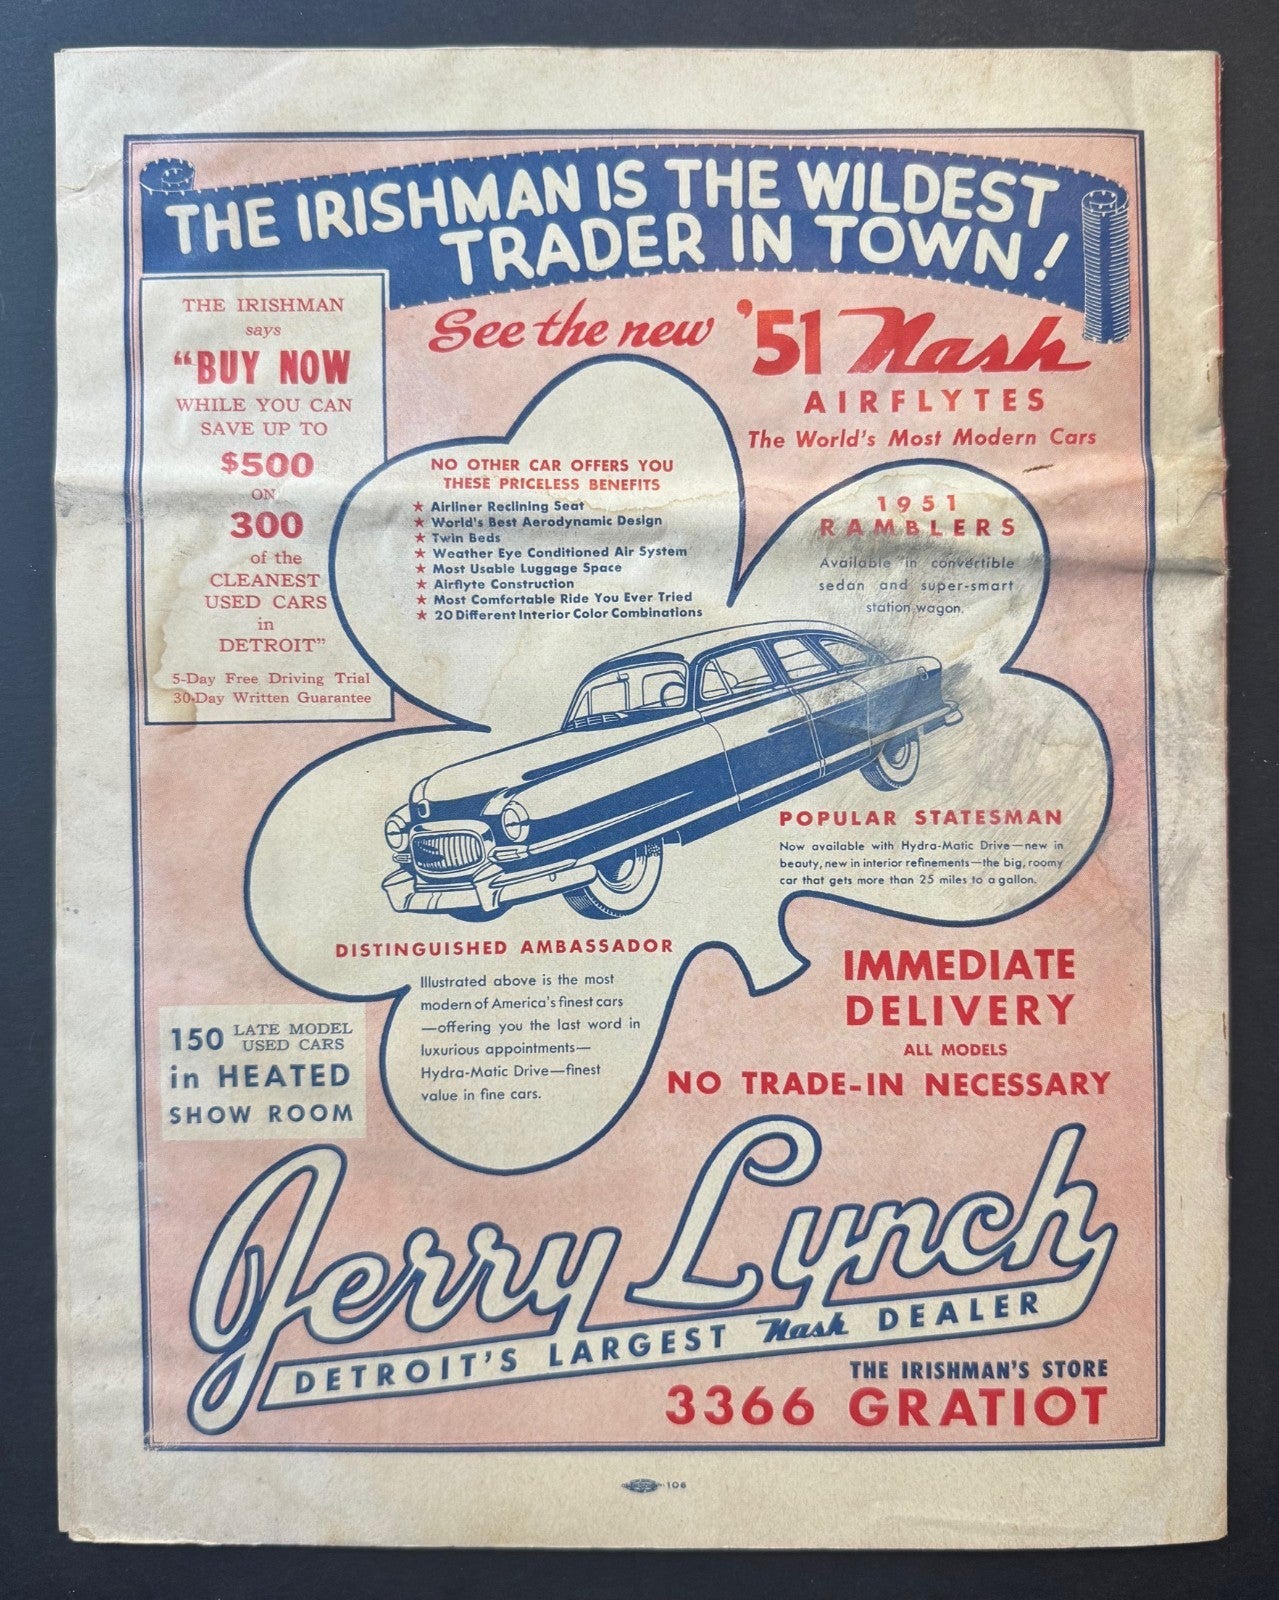 THE IRISHMAN IS THE WILDEST
TRADER IN TOWN!
THE IRISHMAN
says
"BUY NOW
WHILE YOU CAN
SAVE UP TO
$500
ON
300
of the
CLEANEST
USED CARS
in
DETROIT"
5-Day Free Driving Trial
30-Day Written Guarantee
See the new '51 Nash
AIRFLYTES
The World's Most Modern Cars
NO OTHER CAR OFFERS YOU
THESE PRICELESS BENEFITS
★ Airliner Reclining Seat
★ World's Best Aerodynamic Design
★ Twin Beds
★ Weather Eye Conditioned Air System
★ Most Usable Luggage Space
★ Airflyte Construction
★ Most Comfortable Ride You Ever Tried
★ 20 Different Interior Color Combinations
1951
RAMBLERS
Available in convertible
sedan and super-smart
station wagon.
POPULAR STATESMAN
Now available with Hydra-Matic Drive—new in
beauty, new in interior refinements—the big, roomy
car that gets more than 25 miles to a gallon.
DISTINGUISHED AMBASSADOR
Illustrated above is the most
modern of America's finest cars
—offering you the last word in
luxurious appointments—
Hydra-Matic Drive—finest
value in fine cars.
IMMEDIATE
DELIVERY
ALL MODELS
NO TRADE-IN NECESSARY
150 LATE MODEL
USED CARS
in HEATED
SHOW ROOM
Jerry Lynch
DETROIT'S LARGEST Nash DEALER
THE IRISHMAN'S STORE
3366 GRATIOT
106